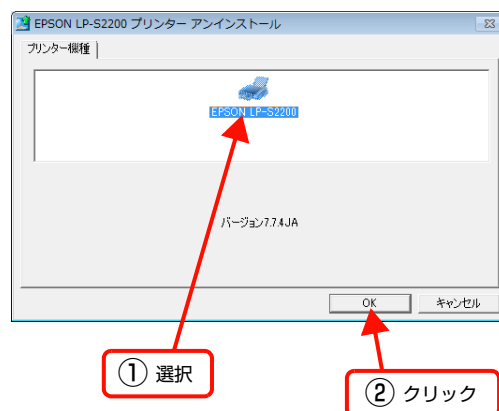 EPSON LP-S2200 プリンター アンインストール
プリンター機種
EPSON LP-S2200
バージョン7.7.4JA
OK
キャンセル
① 選択
② クリック